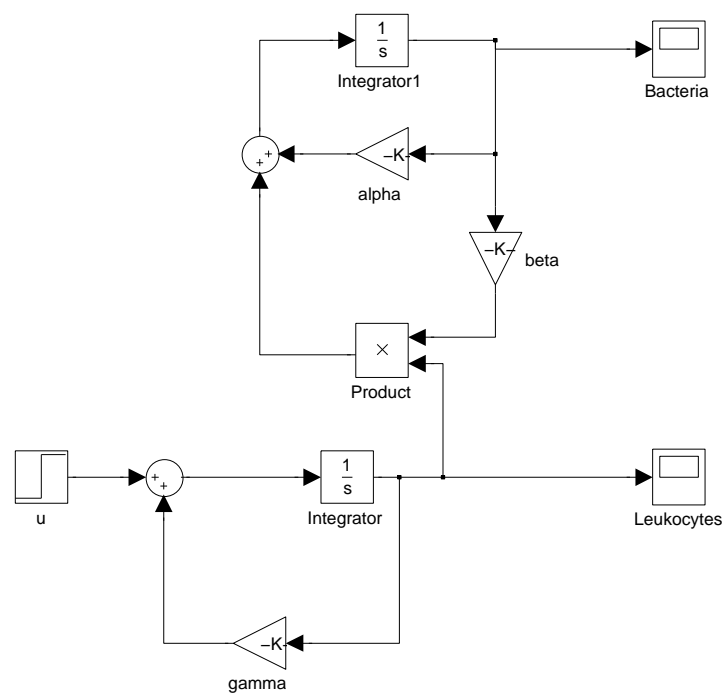 1
s
Integrator1
Bacteria
+
+
–K–
alpha
–K–
beta
×
Product
u
+
+
1
s
Integrator
Leukocytes
–K–
gamma